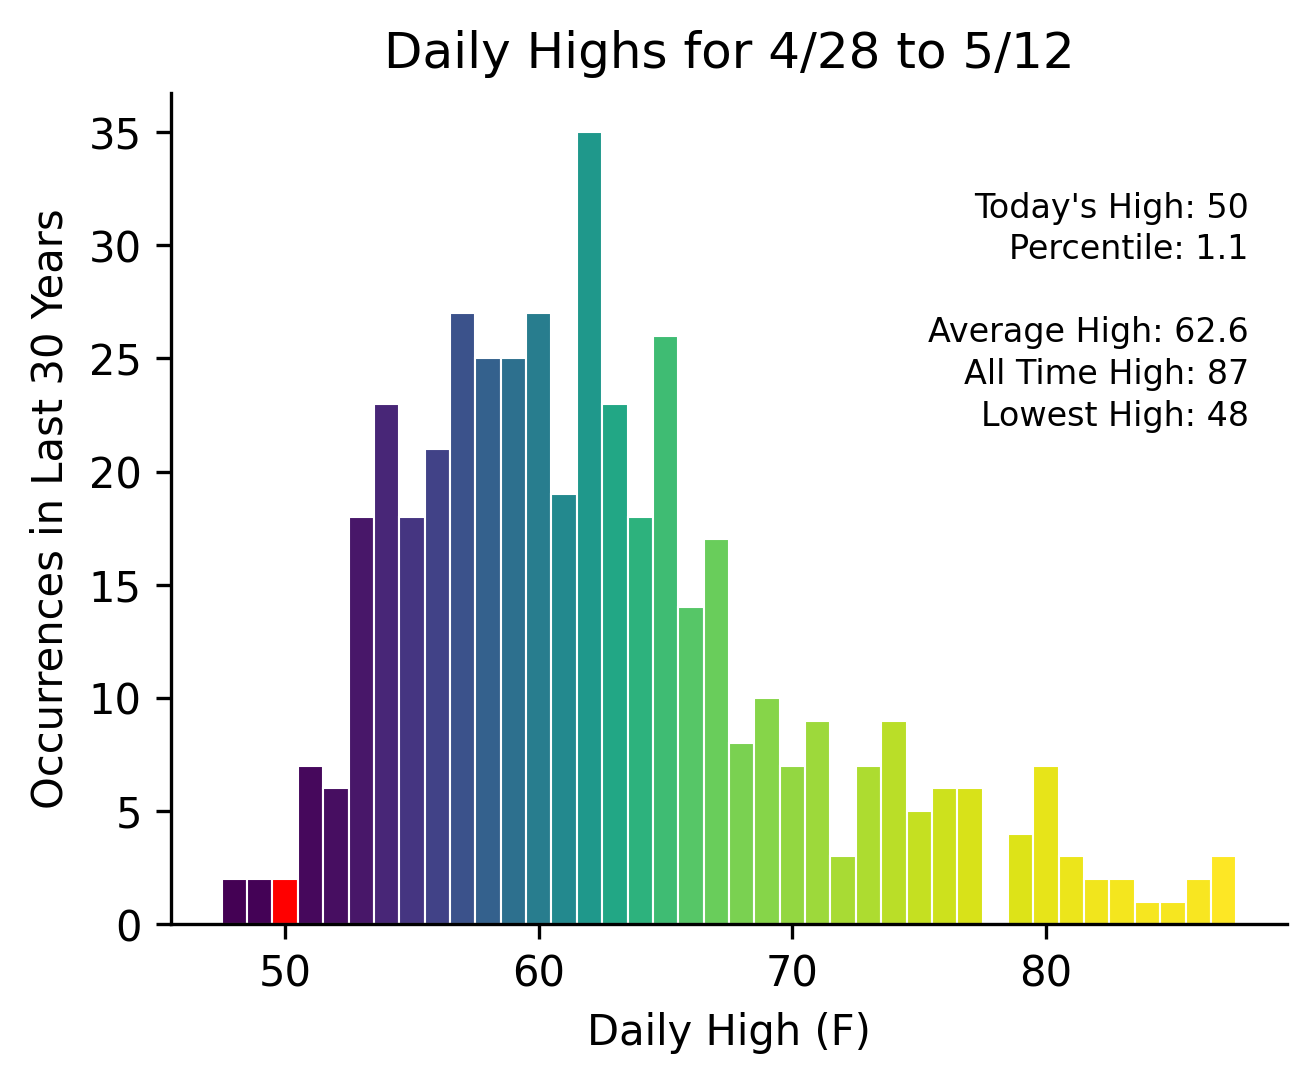 Daily Highs for 4/28 to 5/12
Occurrences in Last 30 Years
35
30
25
20
15
10
5
0
Today's High: 50
Percentile: 1.1
Average High: 62.6
All Time High: 87
Lowest High: 48
50 60 70 80
Daily High (F)